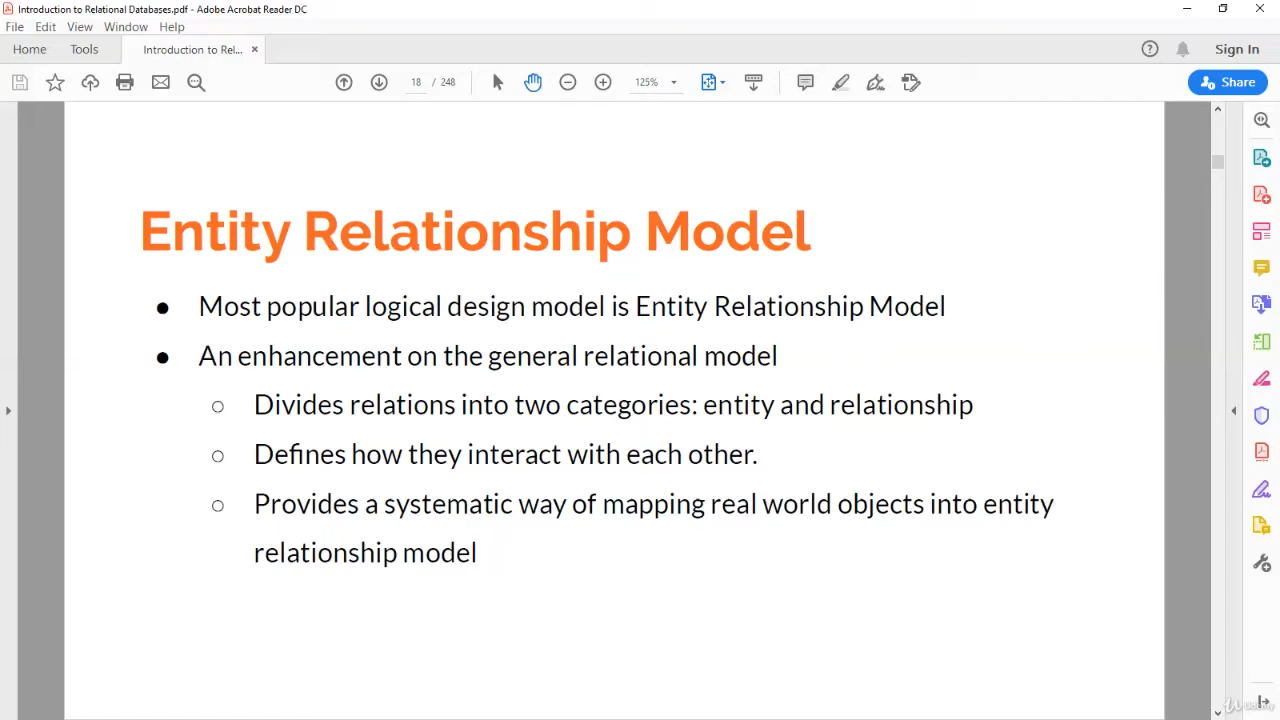 Introduction to Relational Databases.pdf - Adobe Acrobat Reader DC
File Edit View Window Help
Home Tools Introduction to Rel... × Sign In
18 / 248 125% Share
Entity Relationship Model
● Most popular logical design model is Entity Relationship Model
● An enhancement on the general relational model
○ Divides relations into two categories: entity and relationship
○ Defines how they interact with each other.
○ Provides a systematic way of mapping real world objects into entity
relationship model